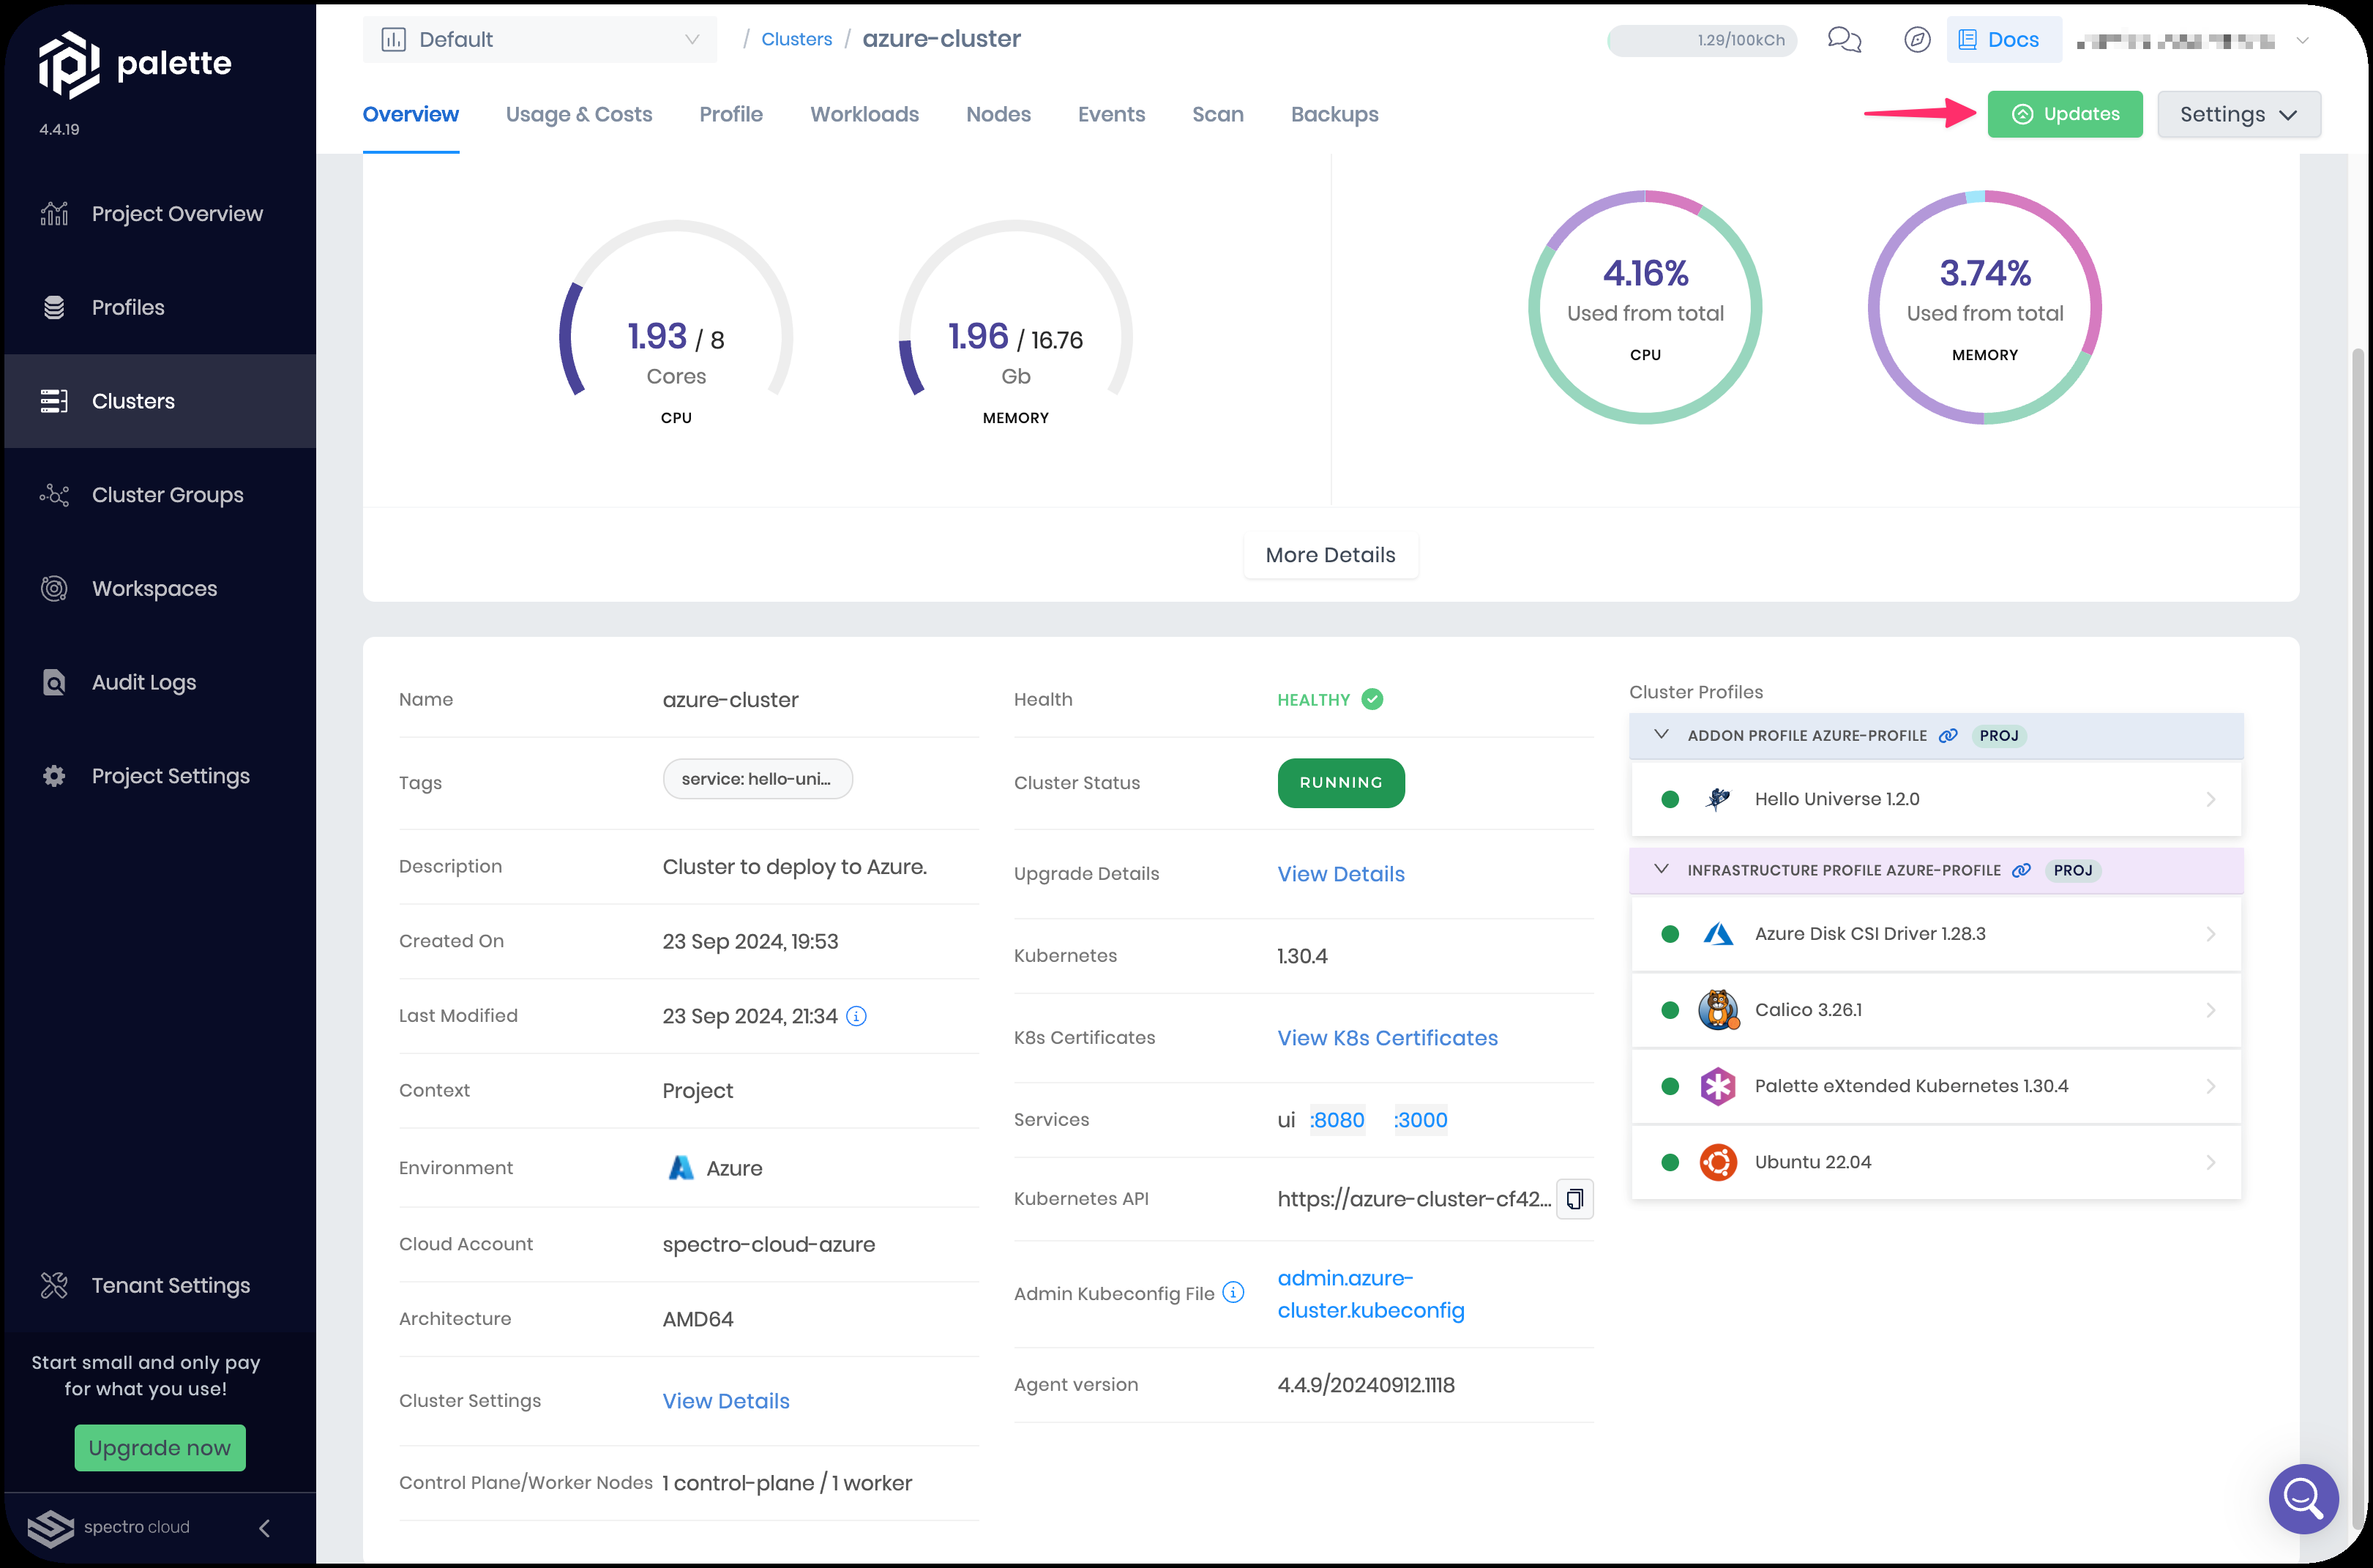 palette
4.4.19
Project Overview
Profiles
Clusters
Cluster Groups
Workspaces
Audit Logs
Project Settings
Tenant Settings
Start small and only pay
for what you use!
Upgrade now
spectro cloud
Default
/ Clusters / azure-cluster
1.29/100kCh
Docs
Overview
Usage & Costs
Profile
Workloads
Nodes
Events
Scan
Backups
Updates
Settings
1.93 / 8
Cores
CPU
1.96 / 16.76
Gb
MEMORY
4.16%
Used from total
CPU
3.74%
Used from total
MEMORY
More Details
Name azure-cluster
Tags service: hello-uni...
Description Cluster to deploy to Azure.
Created On 23 Sep 2024, 19:53
Last Modified 23 Sep 2024, 21:34
Context Project
Environment Azure
Cloud Account spectro-cloud-azure
Architecture AMD64
Cluster Settings View Details
Control Plane/Worker Nodes 1 control-plane / 1 worker
Health HEALTHY
Cluster Status RUNNING
Upgrade Details View Details
Kubernetes 1.30.4
K8s Certificates View K8s Certificates
Services ui :8080 :3000
Kubernetes API https://azure-cluster-cf42...
Admin Kubeconfig File admin.azure-
cluster.kubeconfig
Agent version 4.4.9/20240912.1118
Cluster Profiles
ADDON PROFILE AZURE-PROFILE PROJ
Hello Universe 1.2.0
INFRASTRUCTURE PROFILE AZURE-PROFILE PROJ
Azure Disk CSI Driver 1.28.3
Calico 3.26.1
Palette eXtended Kubernetes 1.30.4
Ubuntu 22.04